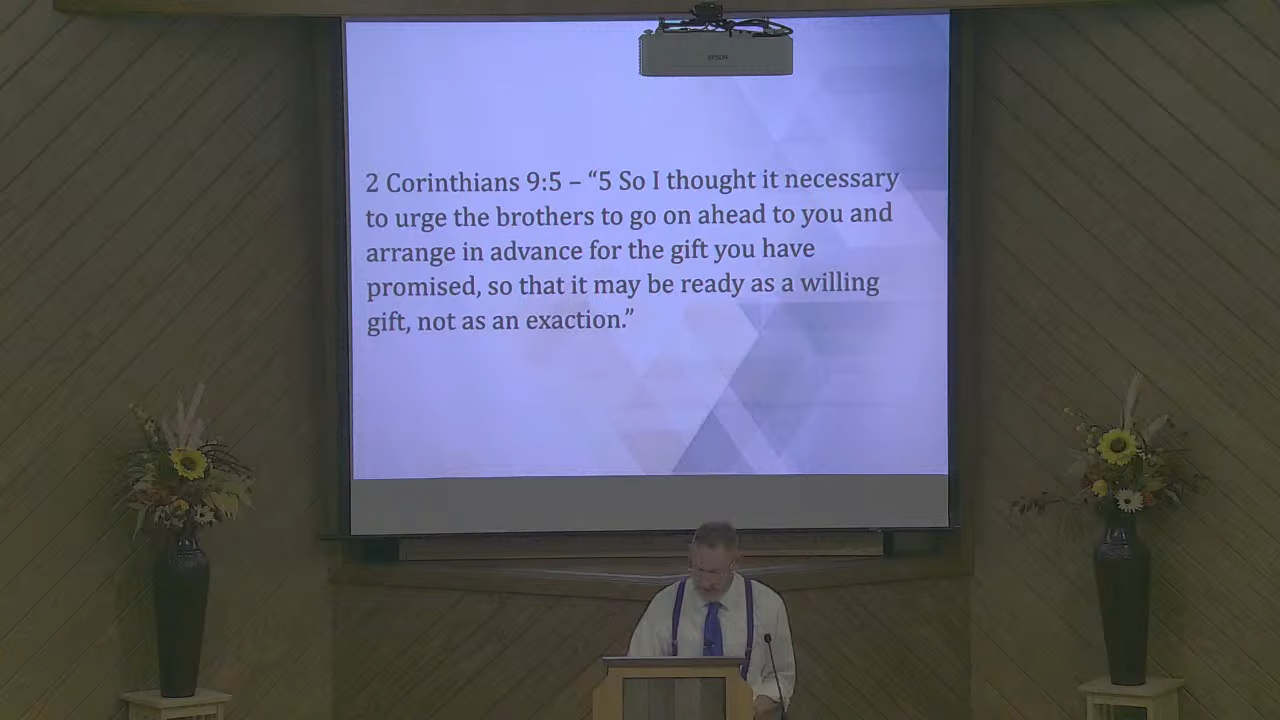 EPSON
2 Corinthians 9:5 – “5 So I thought it necessary
to urge the brothers to go on ahead to you and
arrange in advance for the gift you have
promised, so that it may be ready as a willing
gift, not as an exaction.”